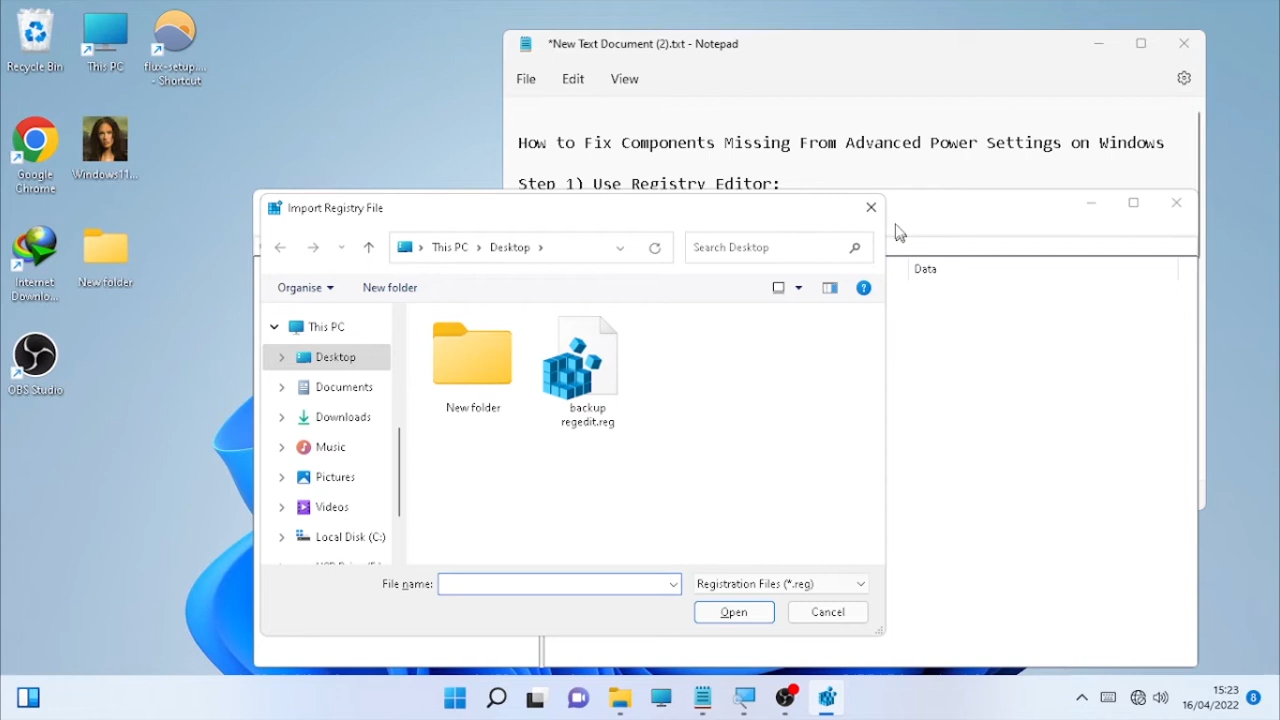 Recycle Bin
This PC
flux-setup....
- Shortcut
Google
Chrome
Windows11...
Internet
Downlo...
New folder
OBS Studio
*New Text Document (2).txt - Notepad
File
Edit
View
How to Fix Components Missing From Advanced Power Settings on Windows
Step 1) Use Registry Editor:
Data
Import Registry File
This PC
Desktop
Search Desktop
Organise
New folder
This PC
Desktop
Documents
Downloads
Music
Pictures
Videos
Local Disk (C:)
New folder
backup
regedit.reg
File name:
Registration Files (*.reg)
Open
Cancel
15:23
16/04/2022
8